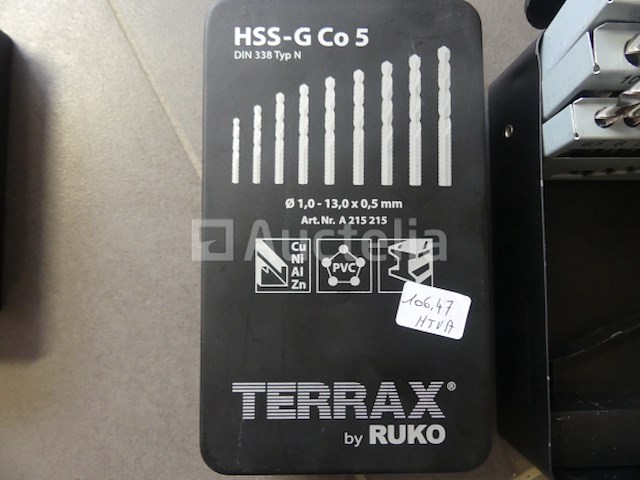 HSS-G Co 5
DIN 338 Typ N
Ø 1,0 - 13,0 x 0,5 mm
Art.Nr. A 215 215
Auctelia
Cu
Ni
Al
Zn
PVC
106,47
HTVA
TERRAX®
by RUKO